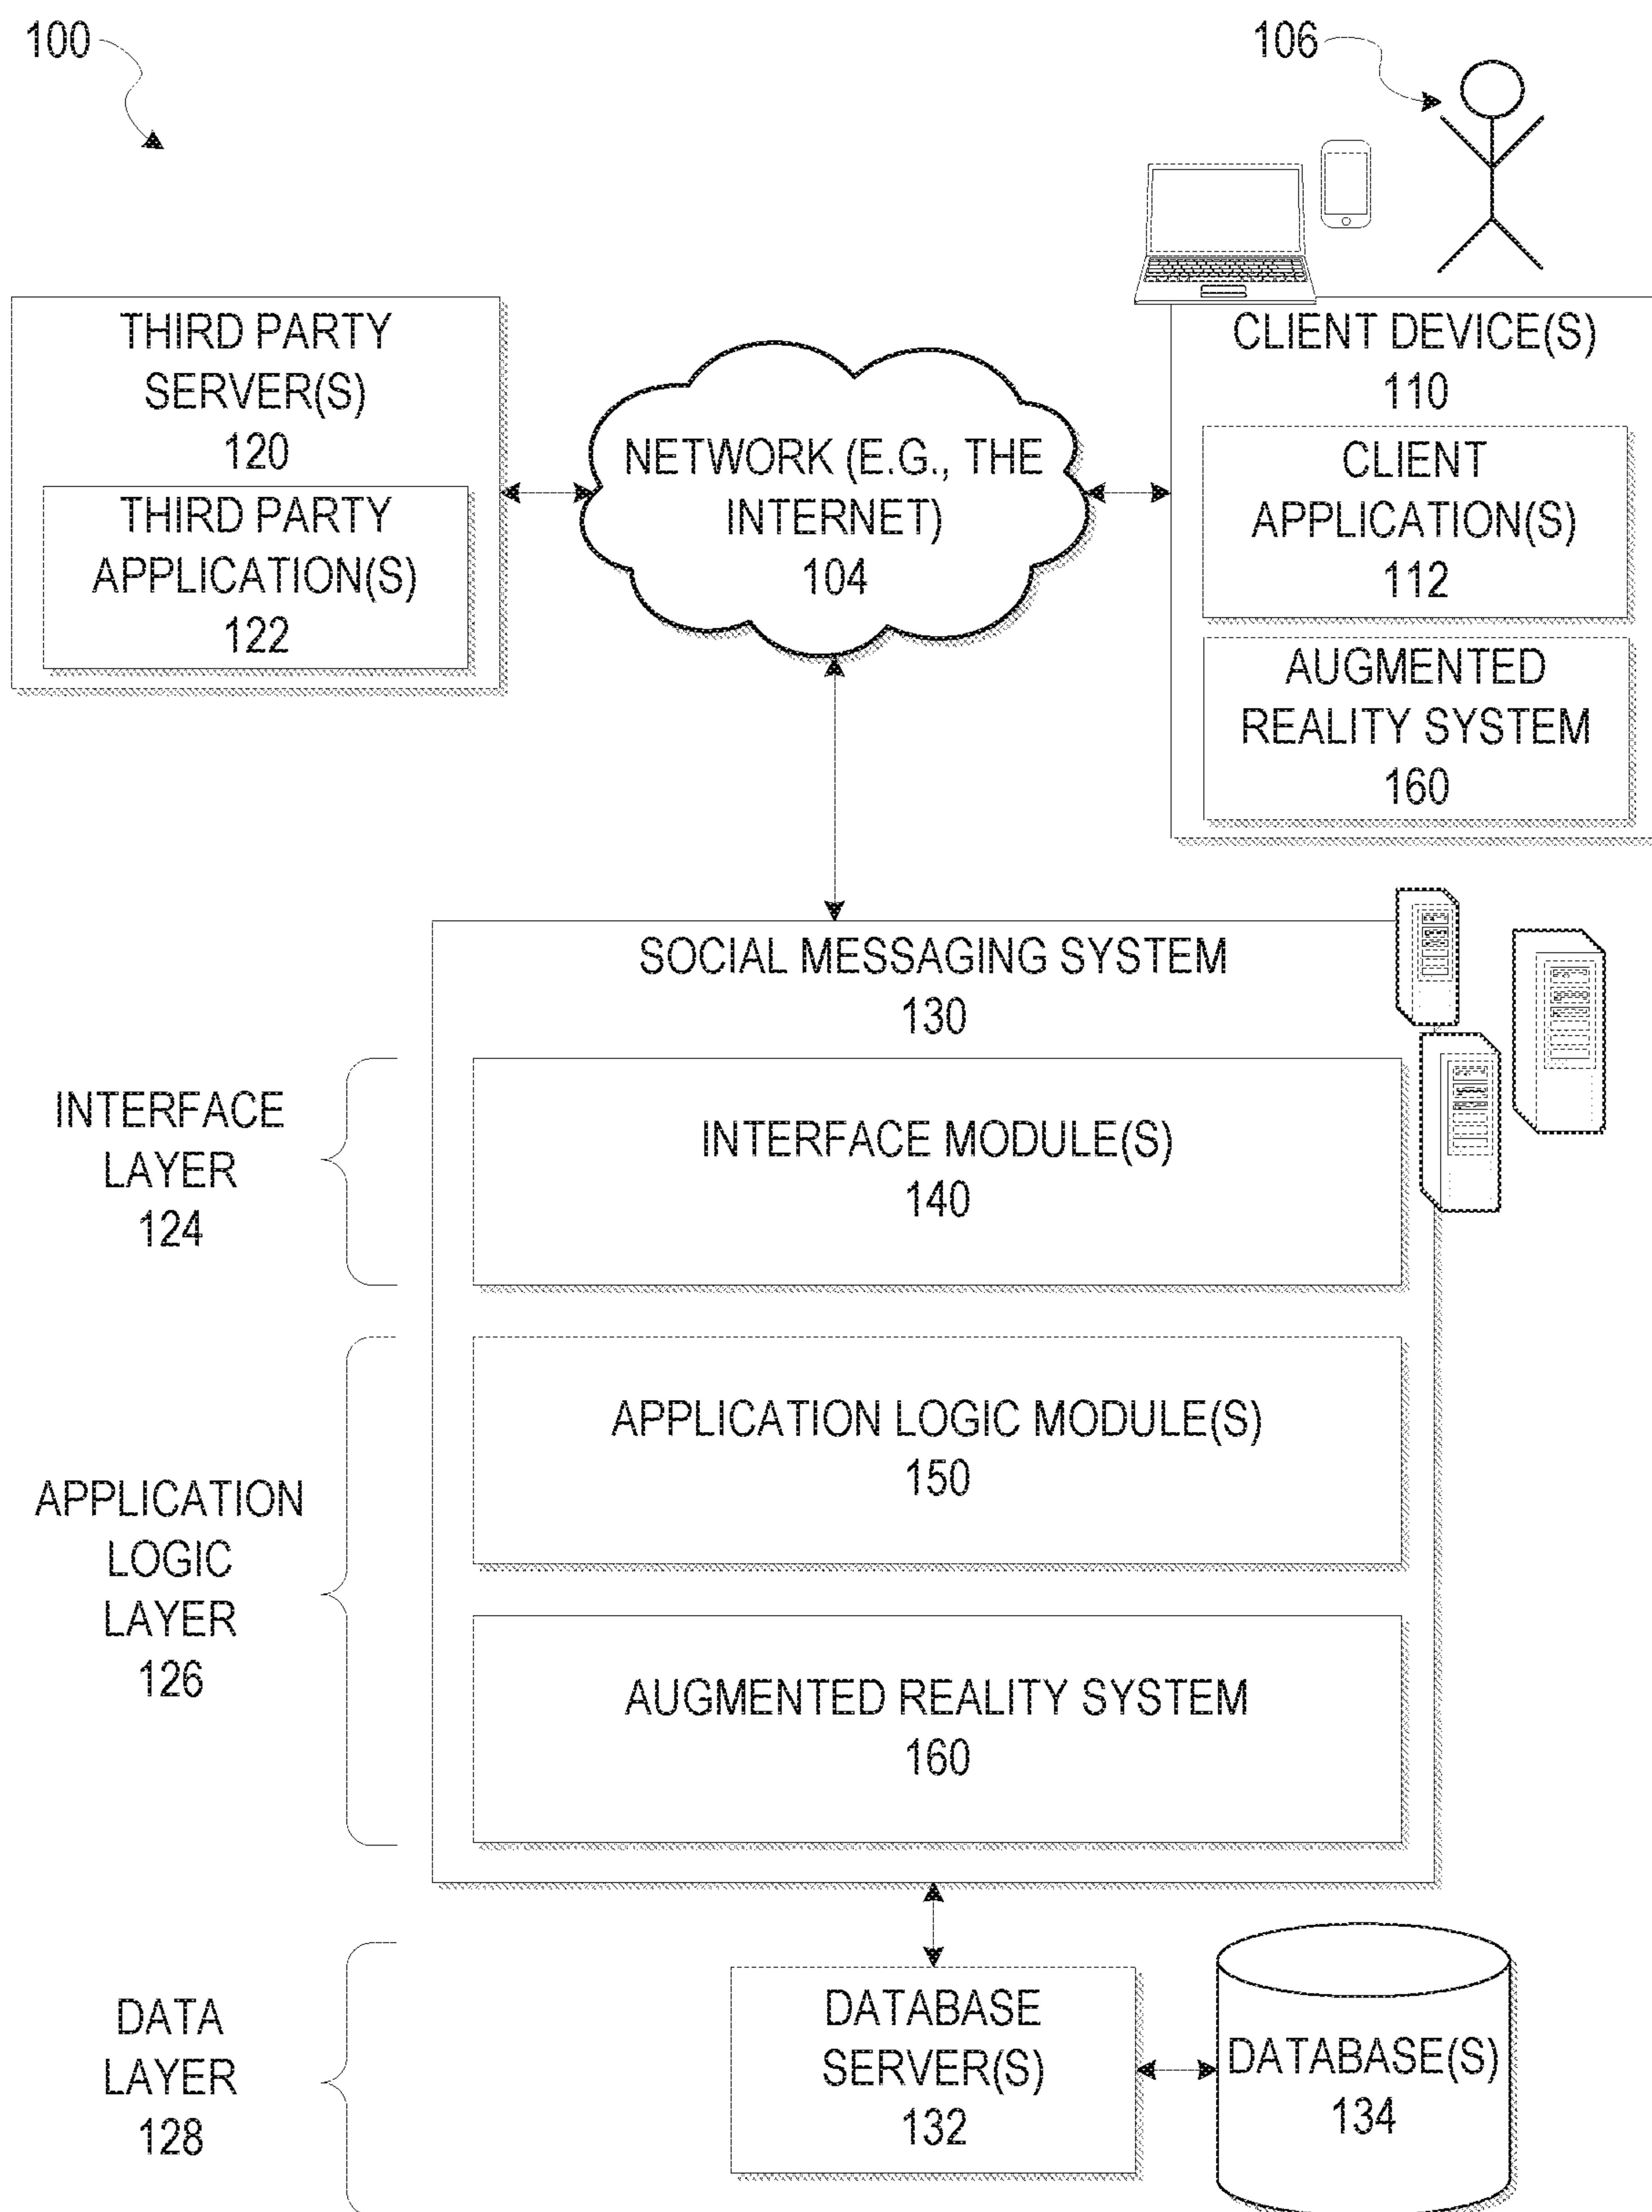 100
106
THIRD PARTY
SERVER(S)
120
THIRD PARTY
APPLICATION(S)
122
NETWORK (E.G., THE
INTERNET)
104
CLIENT DEVICE(S)
110
CLIENT
APPLICATION(S)
112
AUGMENTED
REALITY SYSTEM
160
SOCIAL MESSAGING SYSTEM
130
INTERFACE
LAYER
124
INTERFACE MODULE(S)
140
APPLICATION
LOGIC
LAYER
126
APPLICATION LOGIC MODULE(S)
150
AUGMENTED REALITY SYSTEM
160
DATA
LAYER
128
DATABASE
SERVER(S)
132
DATABASE(S)
134